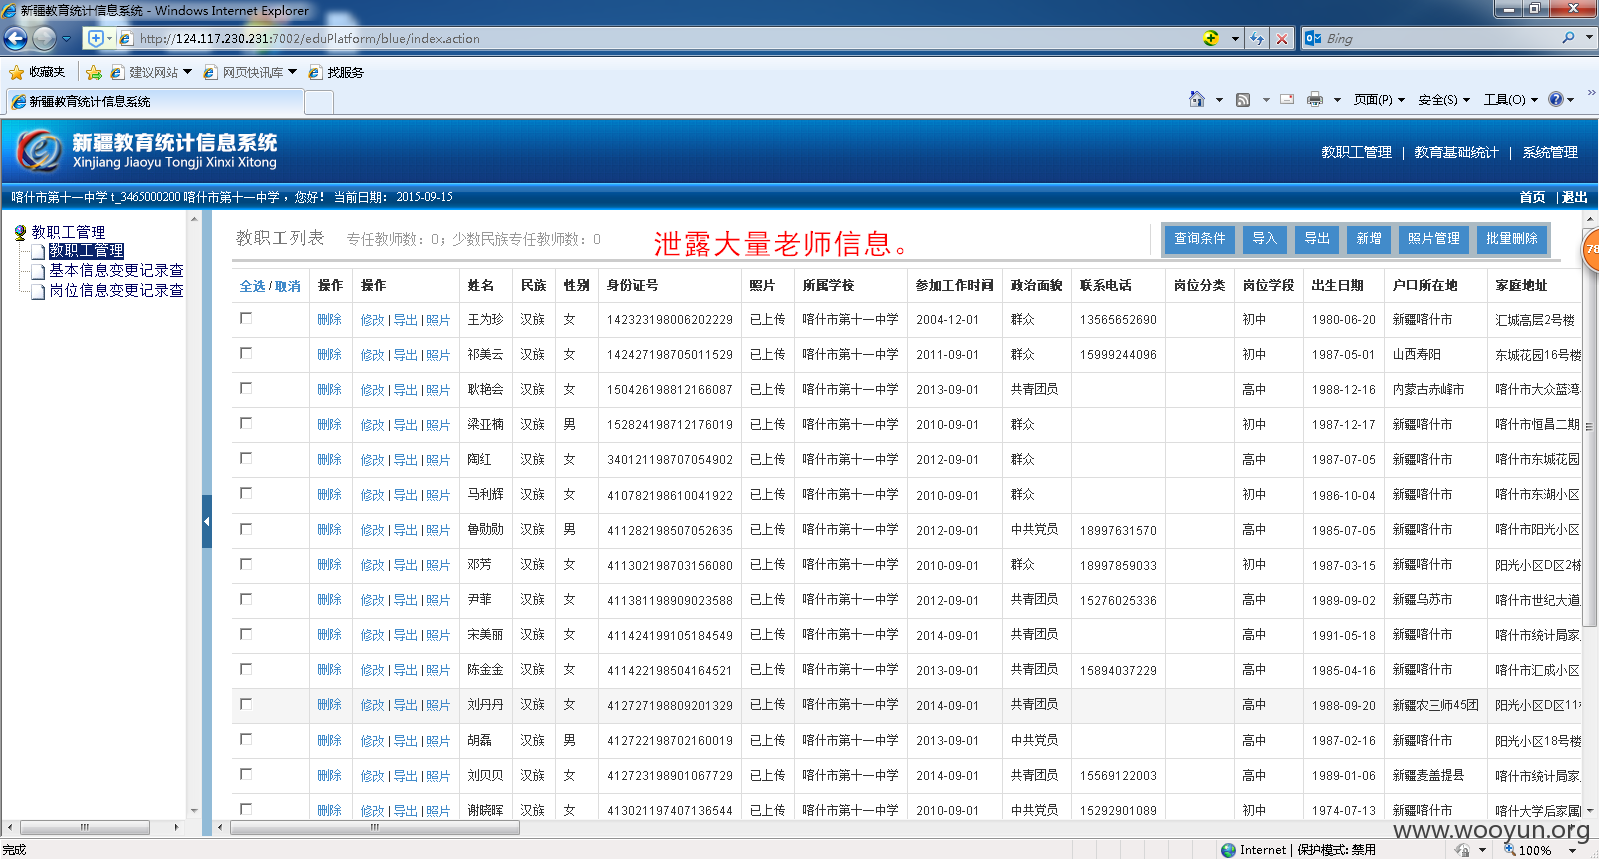 新疆教育统计信息系统 - Windows Internet Explorer
http://124.117.230.231:7002/eduPlatform/blue/index.action
Bing
收藏夹 建议网站 网页快讯库 找服务
新疆教育统计信息系统
页面(P) 安全(S) 工具(O)
新疆教育统计信息系统
Xinjiang Jiaoyu Tongji Xinxi Xitong
教职工管理 | 教育基础统计 | 系统管理
喀什市第十一中学 t_3465000200 喀什市第十一中学 ，您好！ 当前日期： 2015-09-15
首页 | 退出
教职工管理
教职工管理
基本信息变更记录查
岗位信息变更记录查
教职工列表 专任教师数：0；少数民族专任教师数：0
泄露大量老师信息。
查询条件 导入 导出 新增 照片管理 批量删除
78
全选/取消 操作 操作 姓名 民族 性别 身份证号 照片 所属学校 参加工作时间 政治面貌 联系电话 岗位分类 岗位学段 出生日期 户口所在地 家庭地址
删除 修改|导出|照片 王为珍 汉族 女 142323198006202229 已上传 喀什市第十一中学 2004-12-01 群众 13565652690 初中 1980-06-20 新疆喀什市 汇城高层2号楼
删除 修改|导出|照片 祁美云 汉族 女 142427198705011529 已上传 喀什市第十一中学 2011-09-01 群众 15999244096 初中 1987-05-01 山西寿阳 东城花园16号楼
删除 修改|导出|照片 耿艳会 汉族 女 150426198812166087 已上传 喀什市第十一中学 2013-09-01 共青团员 高中 1988-12-16 内蒙古赤峰市 喀什市大众蓝湾
删除 修改|导出|照片 梁亚楠 汉族 男 152824198712176019 已上传 喀什市第十一中学 2010-09-01 群众 初中 1987-12-17 新疆喀什市 喀什市恒昌二期
删除 修改|导出|照片 陶红 汉族 女 340121198707054902 已上传 喀什市第十一中学 2012-09-01 群众 高中 1987-07-05 新疆喀什市 喀什市东城花园
删除 修改|导出|照片 马利辉 汉族 女 410782198610041922 已上传 喀什市第十一中学 2010-09-01 群众 初中 1986-10-04 新疆喀什市 喀什市东湖小区
删除 修改|导出|照片 鲁勋勋 汉族 男 411282198507052635 已上传 喀什市第十一中学 2012-09-01 中共党员 18997631570 高中 1985-07-05 新疆喀什市 喀什市阳光小区
删除 修改|导出|照片 邓芳 汉族 女 411302198703156080 已上传 喀什市第十一中学 2010-09-01 群众 18997859033 初中 1987-03-15 新疆喀什市 阳光小区D区2栋
删除 修改|导出|照片 尹菲 汉族 女 411381198909023588 已上传 喀什市第十一中学 2012-09-01 共青团员 15276025336 高中 1989-09-02 新疆乌苏市 喀什市世纪大道
删除 修改|导出|照片 宋美丽 汉族 女 411424199105184549 已上传 喀什市第十一中学 2014-09-01 共青团员 高中 1991-05-18 新疆喀什市 喀什市统计局家
删除 修改|导出|照片 陈金金 汉族 女 411422198504164521 已上传 喀什市第十一中学 2013-09-01 共青团员 15894037229 高中 1985-04-16 新疆喀什市 喀什市汇成小区
删除 修改|导出|照片 刘丹丹 汉族 女 412727198809201329 已上传 喀什市第十一中学 2014-09-01 共青团员 高中 1988-09-20 新疆农三师45团 阳光小区D区11
删除 修改|导出|照片 胡磊 汉族 男 412722198702160019 已上传 喀什市第十一中学 2013-09-01 中共党员 高中 1987-02-16 新疆喀什市 阳光小区18号楼
删除 修改|导出|照片 刘贝贝 汉族 女 412723198901067729 已上传 喀什市第十一中学 2014-09-01 共青团员 15569122003 高中 1989-01-06 新疆麦盖提县 喀什市统计局家
删除 修改|导出|照片 谢晓晖 汉族 女 413021197407136544 已上传 喀什市第十一中学 2010-09-01 中共党员 15292901089 初中 1974-07-13 新疆喀什市 喀什大学后家属
www.wooyun.org
完成
Internet | 保护模式: 禁用
100%